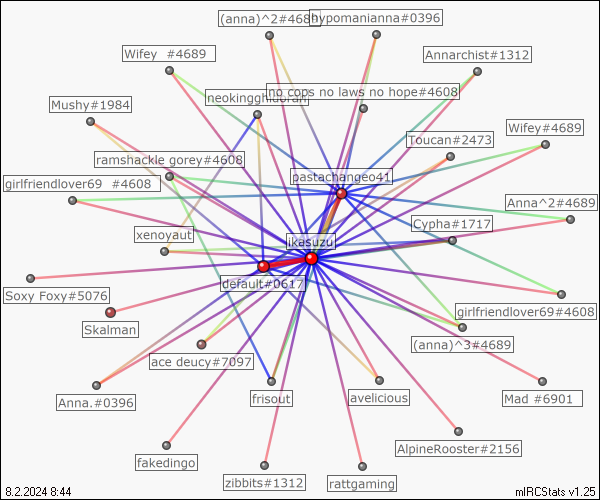 (anna)^2#4689
hypomanianna#0396
Wifey #4689
Annarchist#1312
no cops no laws no hope#4608
neokingghidorah
Mushy#1984
Wifey#4689
Toucan#2473
ramshackle gorey#4608
pastachangeo41
girlfriendlover69 #4608
Anna^2#4689
Cypha#1717
xenoyaut
ikasuzu
default#0617
Soxy Foxy#5076
girlfriendlover69#4608
Skalman
(anna)^3#4689
ace deucy#7097
Anna.#0396
frisout
avelicious
Mad #6901
AlpineRooster#2156
fakedingo
zibbits#1312
rattgaming
8.2.2024 8:44
mIRCStats v1.25